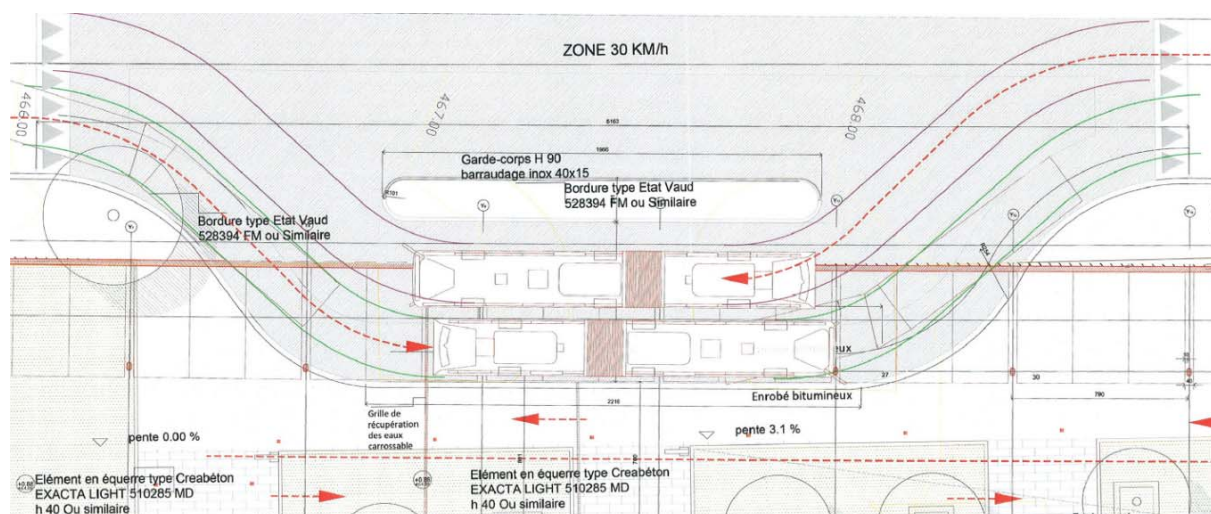 ZONE 30 KM/h
468.00
467.00
468.00
6163
1986
Garde-corps H 90
barraudage inox 40x15
Bordure type Etat Vaud
528394 FM ou Similaire
Bordure type Etat Vaud
528394 FM ou Similaire
ux
27
30
2216
Enrobé bitumineux
790
Grille de
récupération
des eaux
carrossable
pente 0.00 %
pente 3.1 %
Elément en équerre type Creabéton
EXACTA LIGHT 510285 MD
h 40 Ou similaire
Elément en équerre type Creabéton
EXACTA LIGHT 510285 MD
h 40 Ou similaire